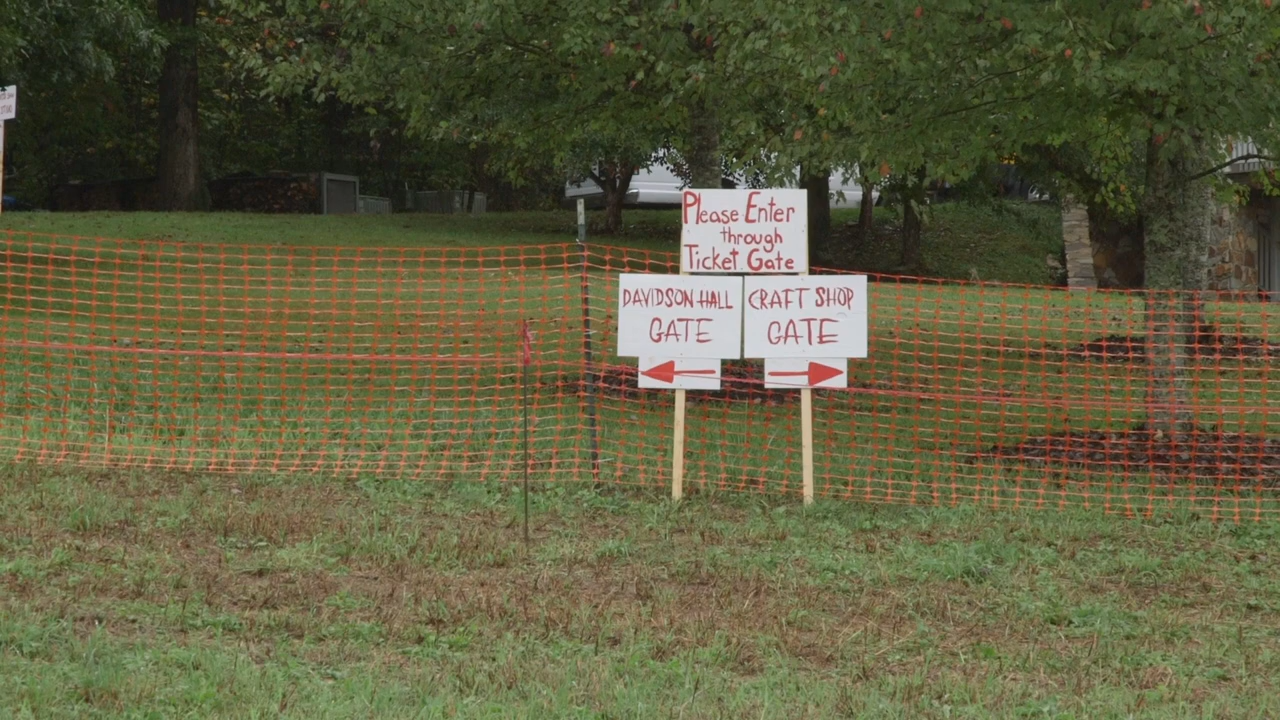 Please Enter
through
Ticket Gate
DAVIDSON HALL
GATE
CRAFT SHOP
GATE